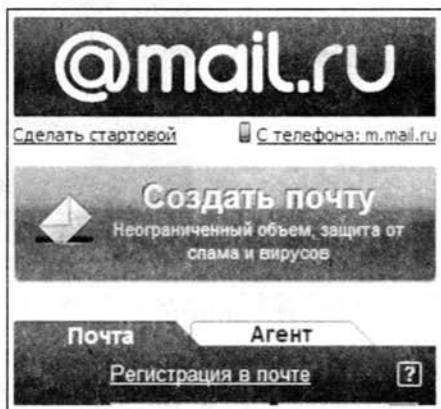 @mail.ru
Сделать стартовой С телефона: m.mail.ru
Создать почту
Неограниченный объем, защита от
спама и вирусов
Почта Агент
Регистрация в почте ?